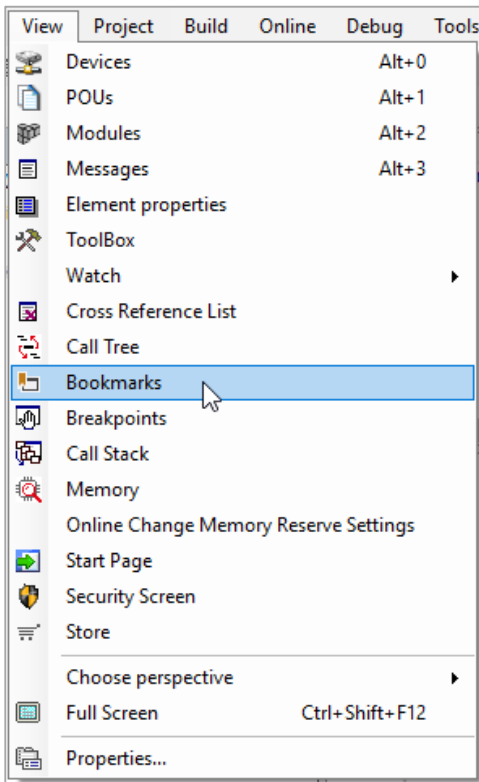 View Project Build Online Debug Tools
Devices Alt+0
POUs Alt+1
Modules Alt+2
Messages Alt+3
Element properties
ToolBox
Watch
Cross Reference List
Call Tree
Bookmarks
Breakpoints
Call Stack
Memory
Online Change Memory Reserve Settings
Start Page
Security Screen
Store
Choose perspective
Full Screen Ctrl+Shift+F12
Properties...